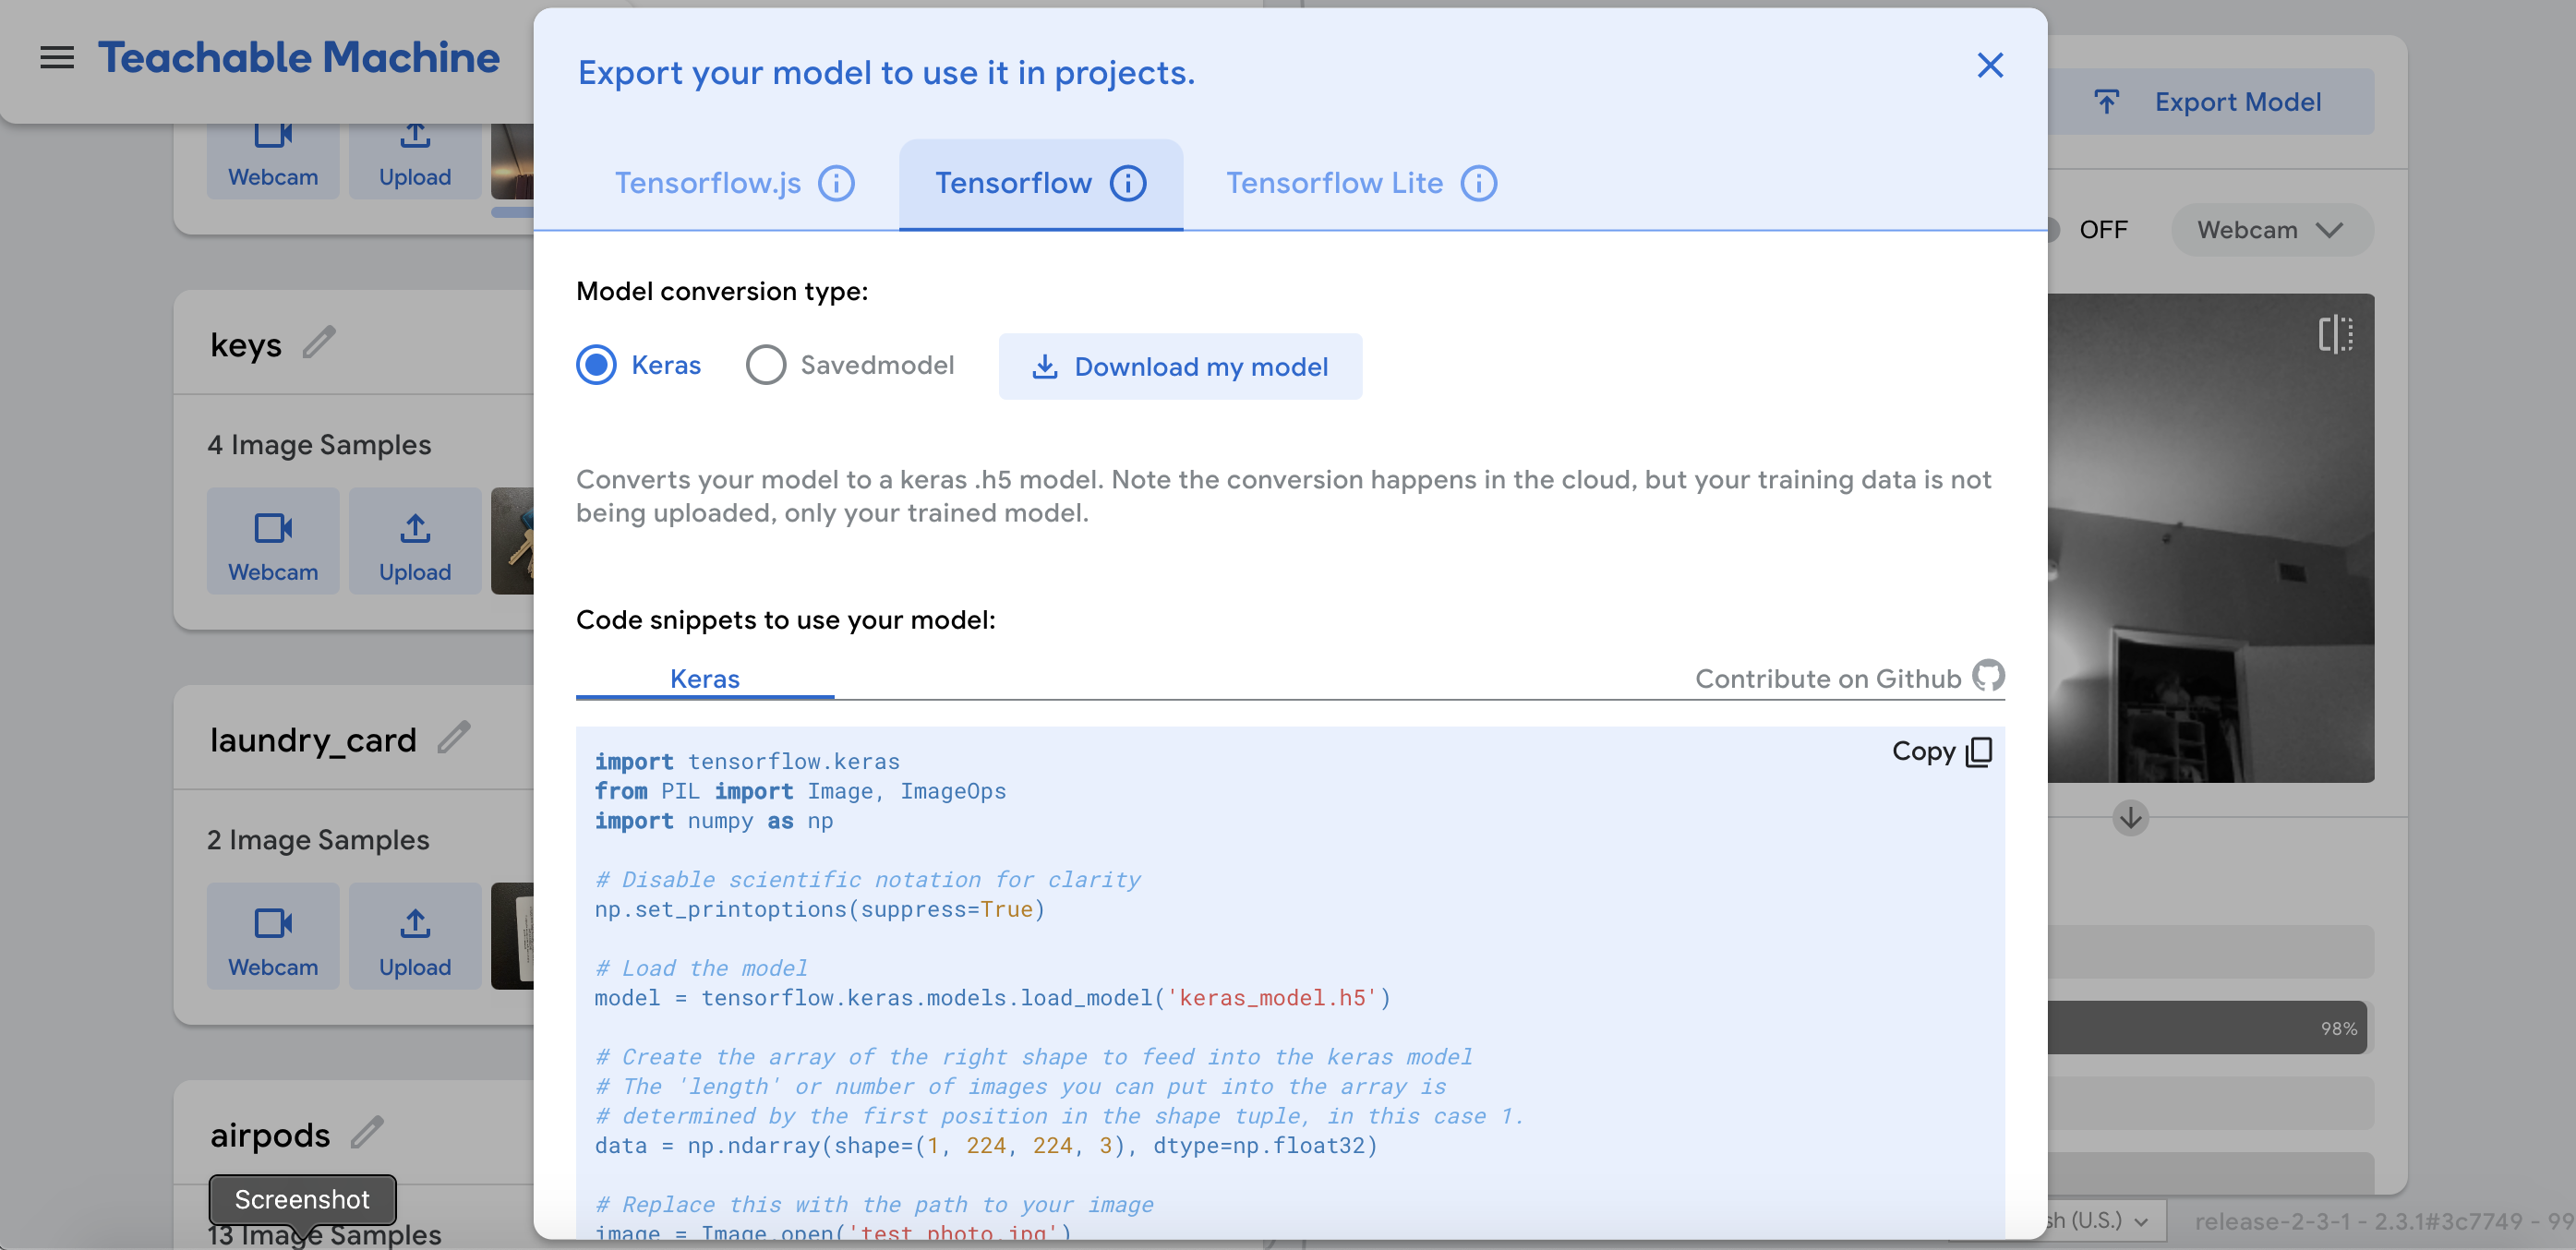 Teachable Machine
Webcam
Upload
keys
4 Image Samples
Webcam
Upload
laundry_card
2 Image Samples
Webcam
Upload
airpods
Screenshot
13 Image Samples
Export your model to use it in projects.
Tensorflow.js
Tensorflow
Tensorflow Lite
Model conversion type:
Keras
Savedmodel
Download my model
Converts your model to a keras .h5 model. Note the conversion happens in the cloud, but your training data is not
being uploaded, only your trained model.
Code snippets to use your model:
Keras
Contribute on Github
Copy
import tensorflow.keras
from PIL import Image, ImageOps
import numpy as np
# Disable scientific notation for clarity
np.set_printoptions(suppress=True)
# Load the model
model = tensorflow.keras.models.load_model('keras_model.h5')
# Create the array of the right shape to feed into the keras model
# The 'length' or number of images you can put into the array is
# determined by the first position in the shape tuple, in this case 1.
data = np.ndarray(shape=(1, 224, 224, 3), dtype=np.float32)
# Replace this with the path to your image
image = Image.open('test_photo.jpg')
Export Model
OFF
Webcam
98%
sh (U.S.)
release-2-3-1 - 2.3.1#3c7749 - 99